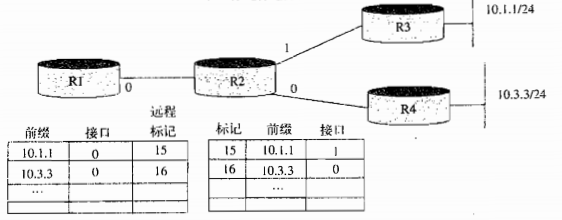 10.1.1/24
R3
1
R1
0
R2
0
R4
10.3.3/24
远程
前缀 接口 标记
10.1.1 0 15
10.3.3 0 16
...
标记 前缀 接口
15 10.1.1 1
16 10.3.3 0
...